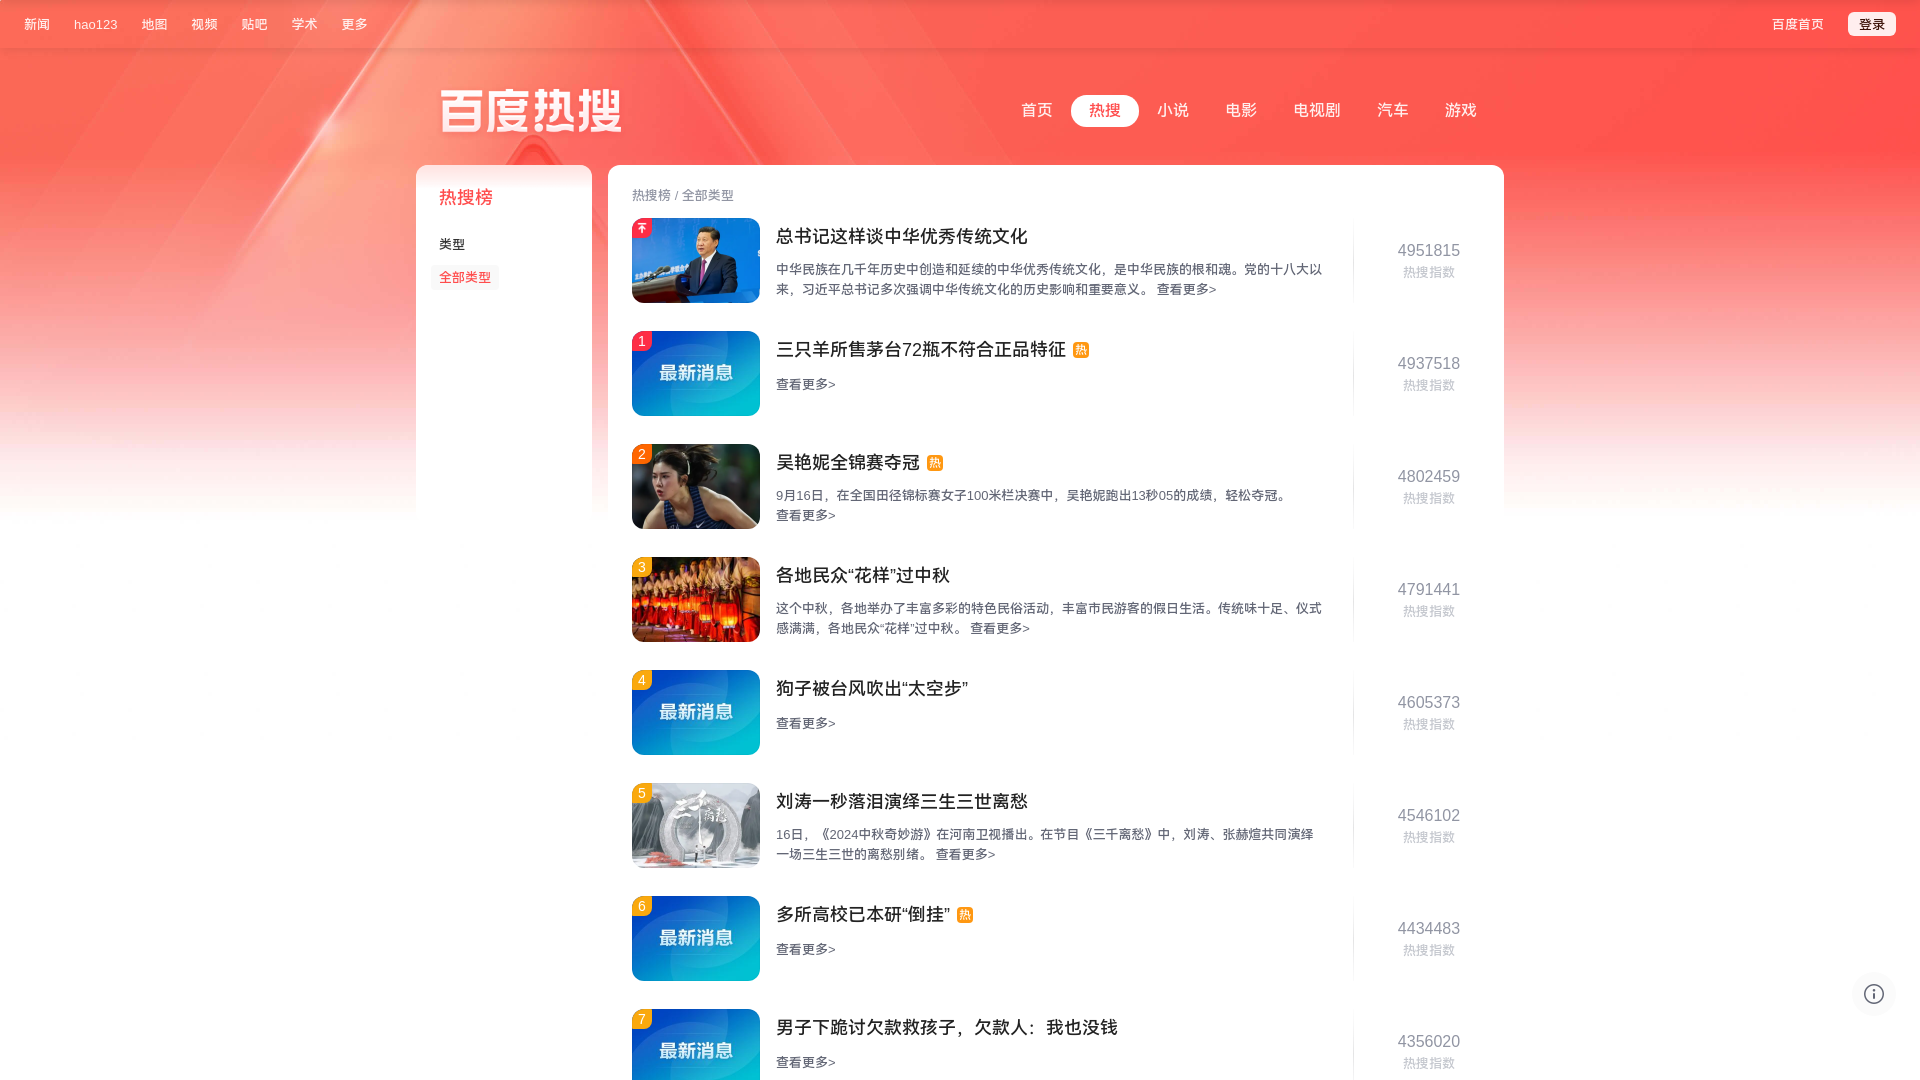 新闻
hao123
地图
视频
贴吧
学术
更多
百度首页
登录
百度热搜
首页
热搜
小说
电影
电视剧
汽车
游戏
热搜榜
类型
全部类型
热搜榜 / 全部类型
总书记这样谈中华优秀传统文化
中华民族在几千年历史中创造和延续的中华优秀传统文化，是中华民族的根和魂。党的十八大以
来，习近平总书记多次强调中华传统文化的历史影响和重要意义。 查看更多>
4951815
热搜指数
1
最新消息
三只羊所售茅台72瓶不符合正品特征 热
查看更多>
4937518
热搜指数
2
吴艳妮全锦赛夺冠 热
9月16日，在全国田径锦标赛女子100米栏决赛中，吴艳妮跑出13秒05的成绩，轻松夺冠。
查看更多>
4802459
热搜指数
3
各地民众“花样”过中秋
这个中秋，各地举办了丰富多彩的特色民俗活动，丰富市民游客的假日生活。传统味十足、仪式
感满满，各地民众“花样”过中秋。 查看更多>
4791441
热搜指数
4
最新消息
狗子被台风吹出“太空步”
查看更多>
4605373
热搜指数
5
刘涛一秒落泪演绎三生三世离愁
16日，《2024中秋奇妙游》在河南卫视播出。在节目《三千离愁》中，刘涛、张赫煊共同演绎
一场三生三世的离愁别绪。 查看更多>
4546102
热搜指数
6
最新消息
多所高校已本研“倒挂” 热
查看更多>
4434483
热搜指数
7
最新消息
男子下跪讨欠款救孩子，欠款人：我也没钱
查看更多>
4356020
热搜指数